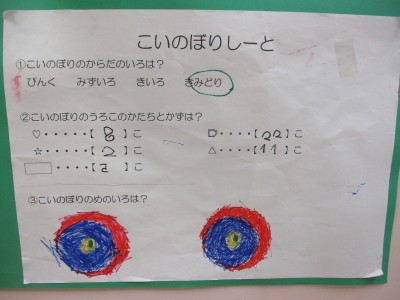 こいのぼりしーと
①こいのぼりのからだのいろは?
ぴんく みずいろ きいろ きみどり
②こいのぼりのうろこのかたちとかずは?
♡・・・・・【 8 】こ □・・・・【 22 】こ
☆・・・・・【 2 】こ △・・・・【 11 】こ
▭・・・・【 】こ
③こいのぼりのめのいろは?